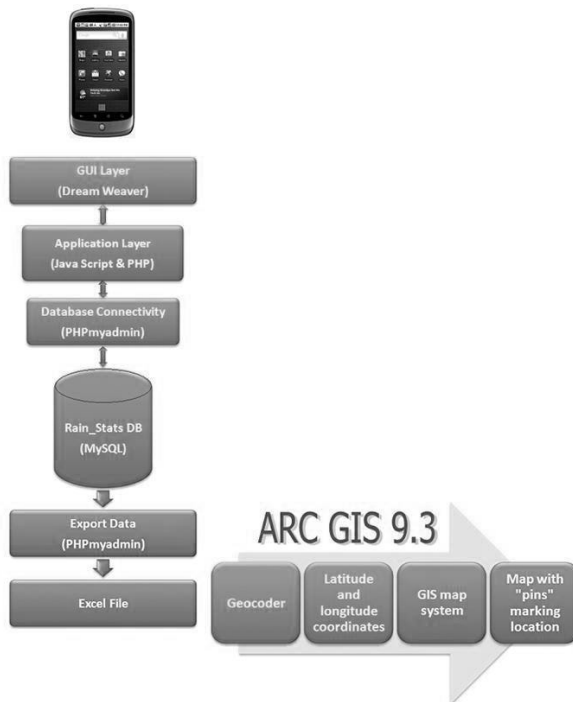 GUI Layer
(Dream Weaver)
Application Layer
(Java Script & PHP)
Database Connectivity
(PHPmyadmin)
Rain_Stats DB
(MySQL)
Export Data
(PHPmyadmin)
Excel File
ARC GIS 9.3
Geocoder
Latitude
and
longitude
coordinates
GIS map
system
Map with
"pins"
marking
location